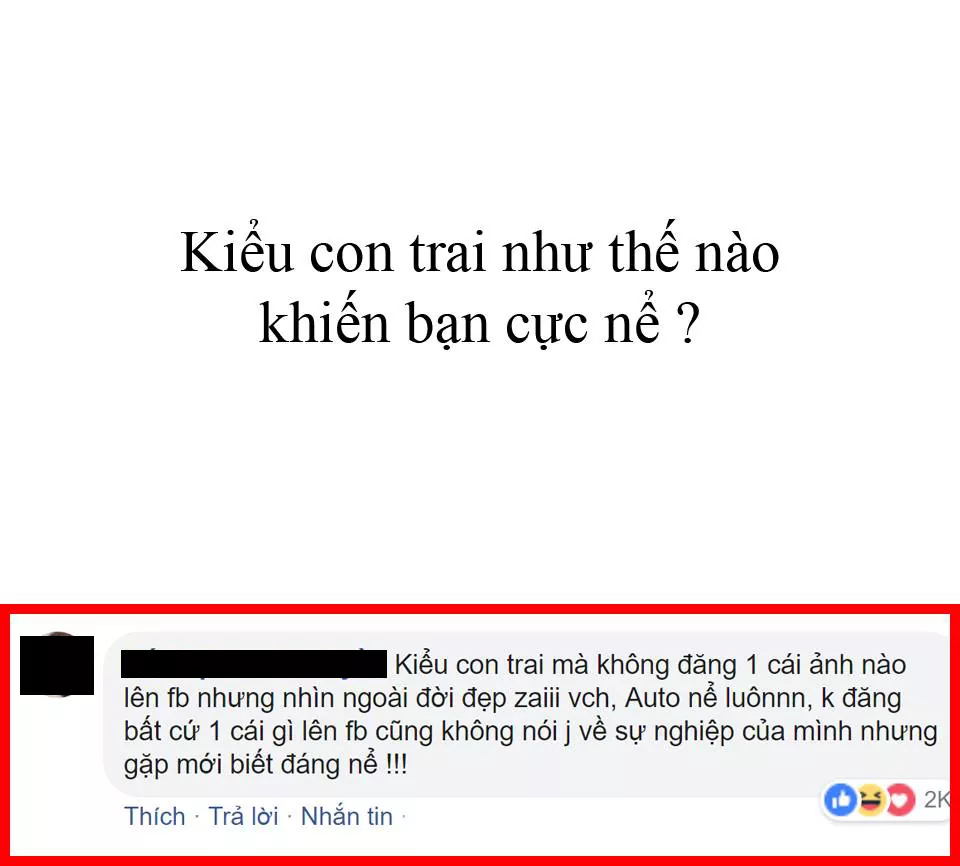 Kiểu con trai như thế nào
khiến bạn cực nể ?
Kiểu con trai mà không đăng 1 cái ảnh nào
lên fb nhưng nhìn ngoài đời đẹp zaiii vch, Auto nể luônnn, k đăng
bất cứ 1 cái gì lên fb cũng không nói j về sự nghiệp của mình nhưng
gặp mới biết đáng nể !!!
Thích · Trả lời · Nhắn tin ·
2K